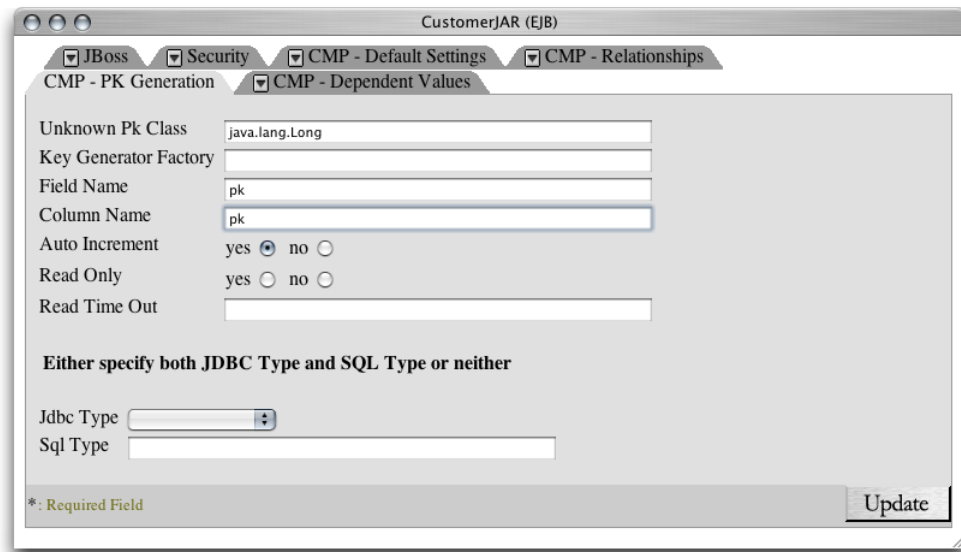 CustomerJAR (EJB)
JBoss Security CMP - Default Settings CMP - Relationships
CMP - PK Generation CMP - Dependent Values
Unknown Pk Class java.lang.Long
Key Generator Factory
Field Name pk
Column Name pk
Auto Increment yes no
Read Only yes no
Read Time Out
Either specify both JDBC Type and SQL Type or neither
Jdbc Type
Sql Type
*: Required Field Update